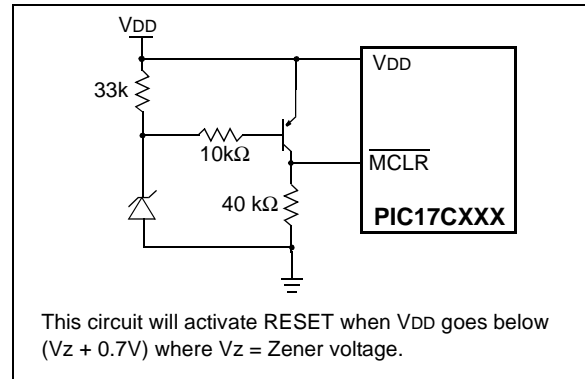 VDD
33k
10kΩ
40 kΩ
VDD
MCLR
PIC17CXXX
This circuit will activate RESET when VDD goes below
(Vz + 0.7V) where Vz = Zener voltage.